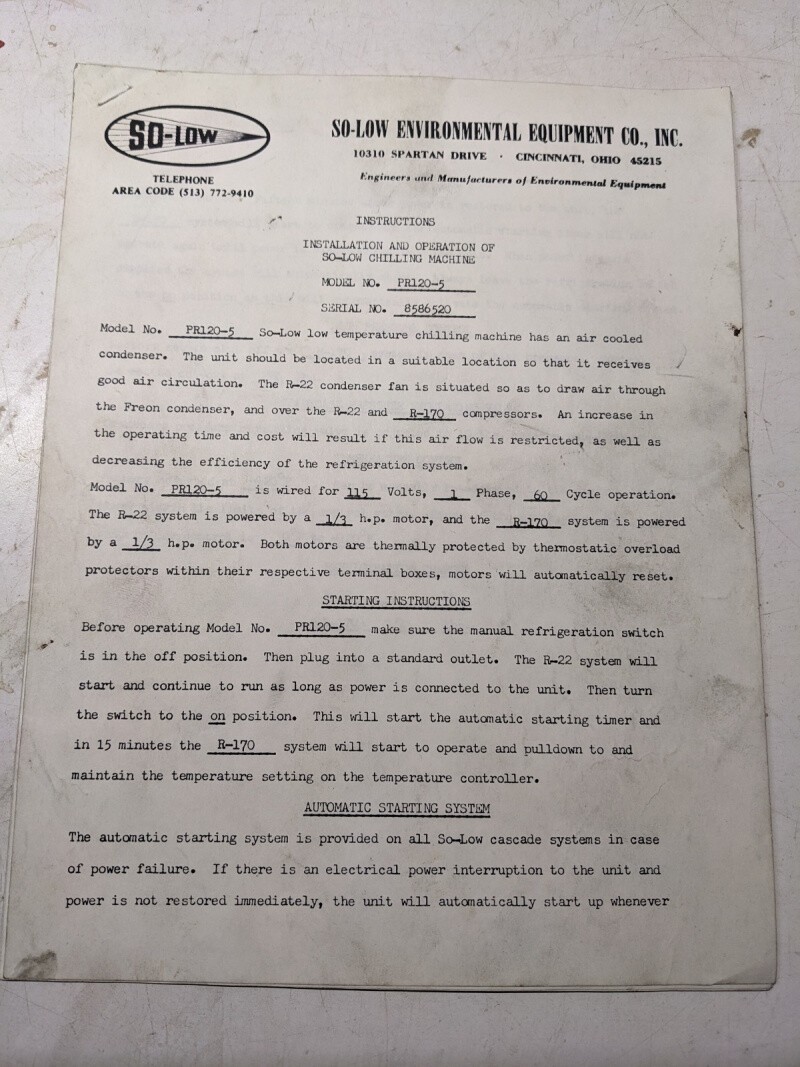 SO-LOW
TELEPHONE
AREA CODE (513) 772-9410
SO-LOW ENVIRONMENTAL EQUIPMENT CO., INC.
10310 SPARTAN DRIVE · CINCINNATI, OHIO 45215
Engineers and Manufacturers of Environmental Equipment
INSTRUCTIONS
INSTALLATION AND OPERATION OF
SO-LOW CHILLING MACHINE
MODEL NO. PR120-5
SERIAL NO. 8586520
Model No. PR120-5 So-Low low temperature chilling machine has an air cooled
condenser. The unit should be located in a suitable location so that it receives
good air circulation. The R-22 condenser fan is situated so as to draw air through
the Freon condenser, and over the R-22 and R-170 compressors. An increase in
the operating time and cost will result if this air flow is restricted, as well as
decreasing the efficiency of the refrigeration system.
Model No. PR120-5 is wired for 115 Volts, 1 Phase, 60 Cycle operation.
The R-22 system is powered by a 1/3 h.p. motor, and the R-170 system is powered
by a 1/3 h.p. motor. Both motors are thermally protected by thermostatic overload
protectors within their respective terminal boxes, motors will automatically reset.
STARTING INSTRUCTIONS
Before operating Model No. PR120-5 make sure the manual refrigeration switch
is in the off position. Then plug into a standard outlet. The R-22 system will
start and continue to run as long as power is connected to the unit. Then turn
the switch to the on position. This will start the automatic starting timer and
in 15 minutes the R-170 system will start to operate and pulldown to and
maintain the temperature setting on the temperature controller.
AUTOMATIC STARTING SYSTEM
The automatic starting system is provided on all So-Low cascade systems in case
of power failure. If there is an electrical power interruption to the unit and
power is not restored immediately, the unit will automatically start up whenever